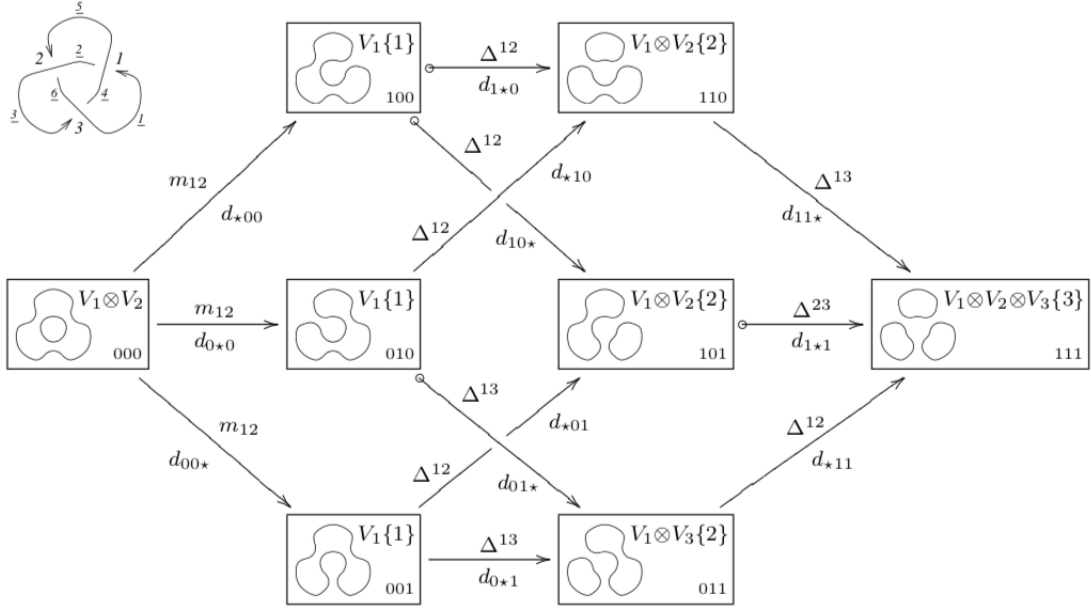 5
2 2 1
6 4
3 3 1
V₁{1}
100
Δ¹²
d₁⋆₀
V₁⊗V₂{2}
110
Δ¹²
m₁₂
d⋆₀₀
Δ¹²
d⋆₁₀
d₁₀⋆
Δ¹³
d₁₁⋆
V₁⊗V₂
000
m₁₂
d₀⋆₀
V₁{1}
010
V₁⊗V₂{2}
101
Δ²³
d₁⋆₁
V₁⊗V₂⊗V₃{3}
111
m₁₂
d₀₀⋆
Δ¹³
Δ¹²
d⋆₀₁
d₀₁⋆
Δ¹²
d⋆₁₁
V₁{1}
001
Δ¹³
d₀⋆₁
V₁⊗V₃{2}
011